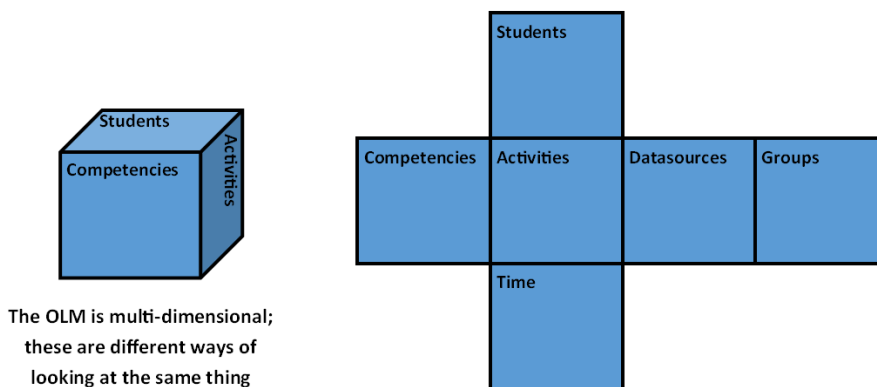 Students
Competencies
Activities
The OLM is multi-dimensional;
these are different ways of
looking at the same thing
Students
Competencies
Activities
Datasources
Groups
Time